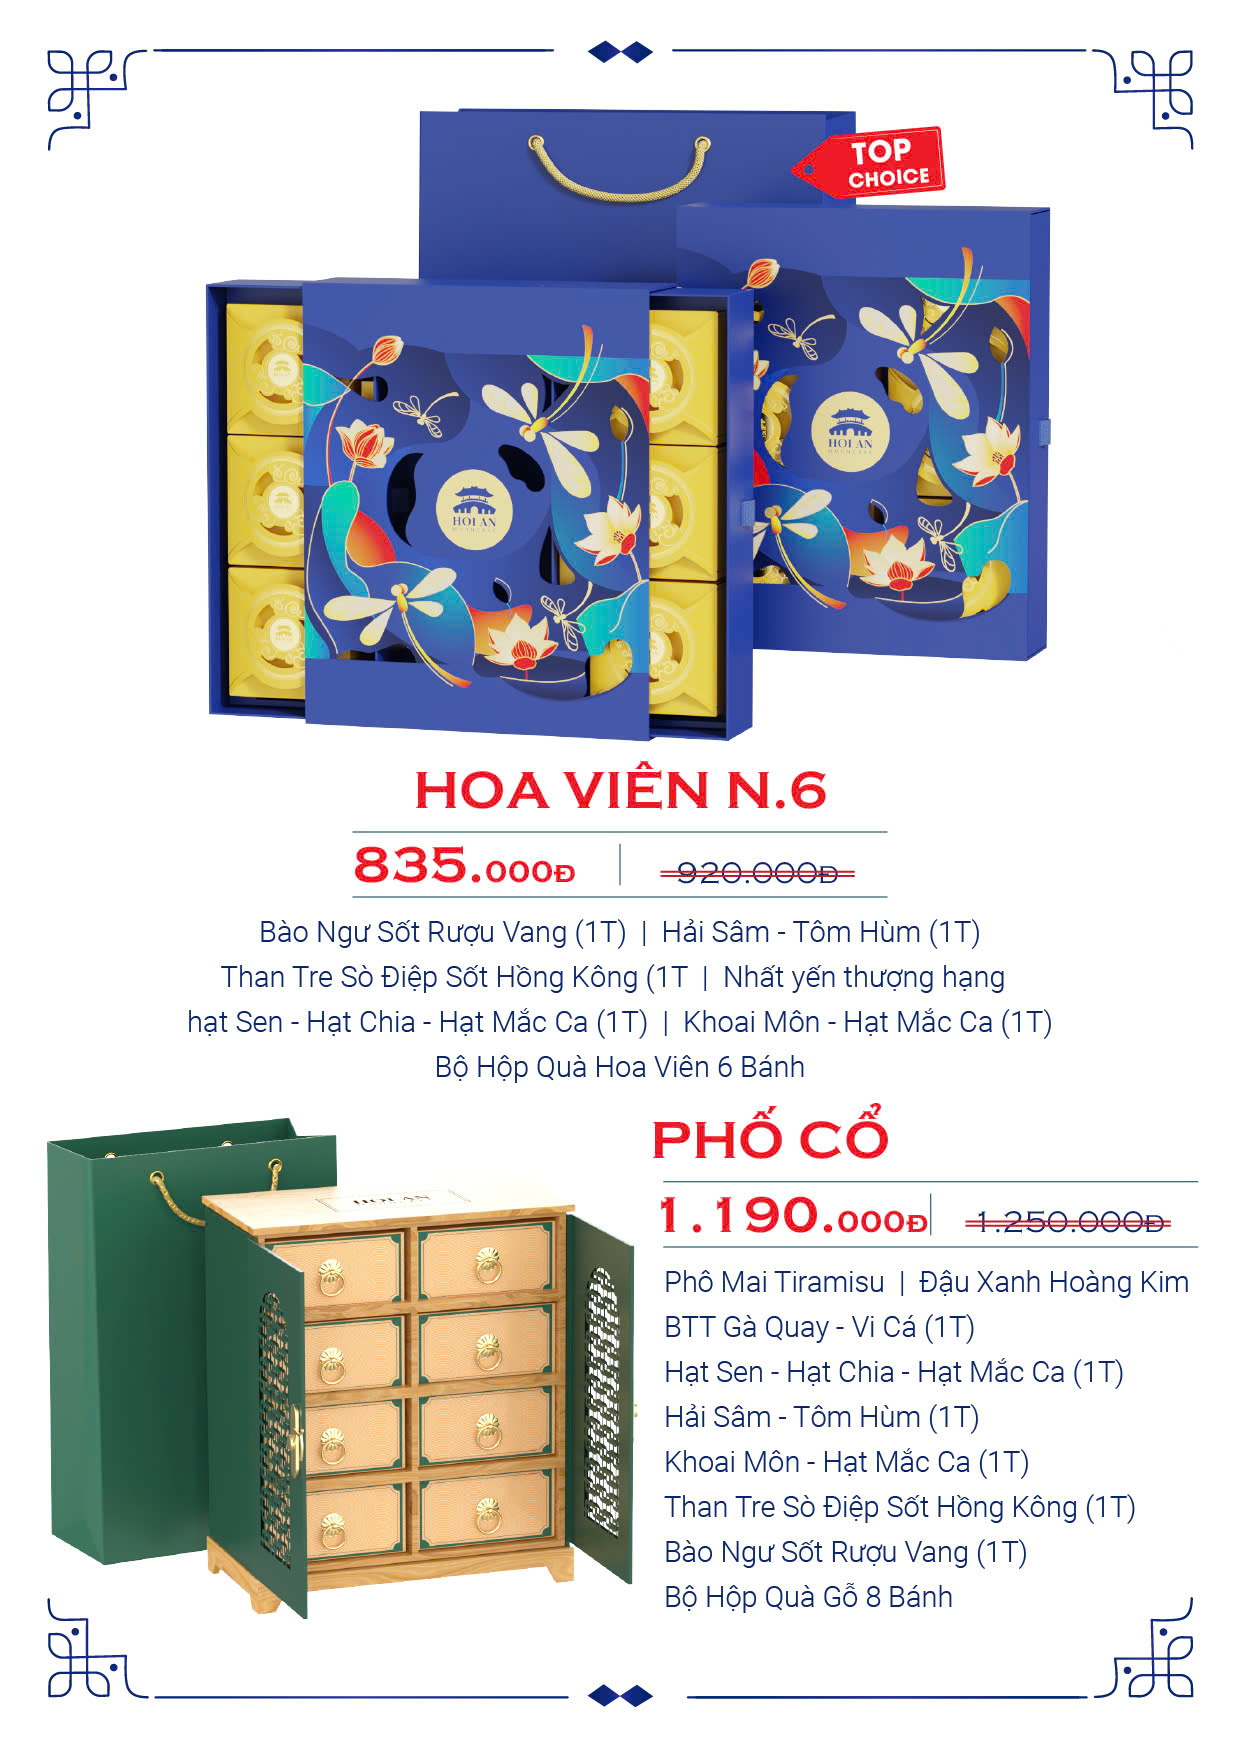 TOP
CHOICE
HOI AN
MOONCAKE
HOI AN
MOONCAKE
HOA VIÊN N.6
835.000Đ | 920.000Đ
Bào Ngư Sốt Rượu Vang (1T) | Hải Sâm - Tôm Hùm (1T)
Than Tre Sò Điệp Sốt Hồng Kông (1T | Nhất yến thượng hạng
hạt Sen - Hạt Chia - Hạt Mắc Ca (1T) | Khoai Môn - Hạt Mắc Ca (1T)
Bộ Hộp Quà Hoa Viên 6 Bánh
PHỐ CỔ
1.190.000Đ | 1.250.000Đ
HOI AN
Phô Mai Tiramisu | Đậu Xanh Hoàng Kim
BTT Gà Quay - Vi Cá (1T)
Hạt Sen - Hạt Chia - Hạt Mắc Ca (1T)
Hải Sâm - Tôm Hùm (1T)
Khoai Môn - Hạt Mắc Ca (1T)
Than Tre Sò Điệp Sốt Hồng Kông (1T)
Bào Ngư Sốt Rượu Vang (1T)
Bộ Hộp Quà Gỗ 8 Bánh